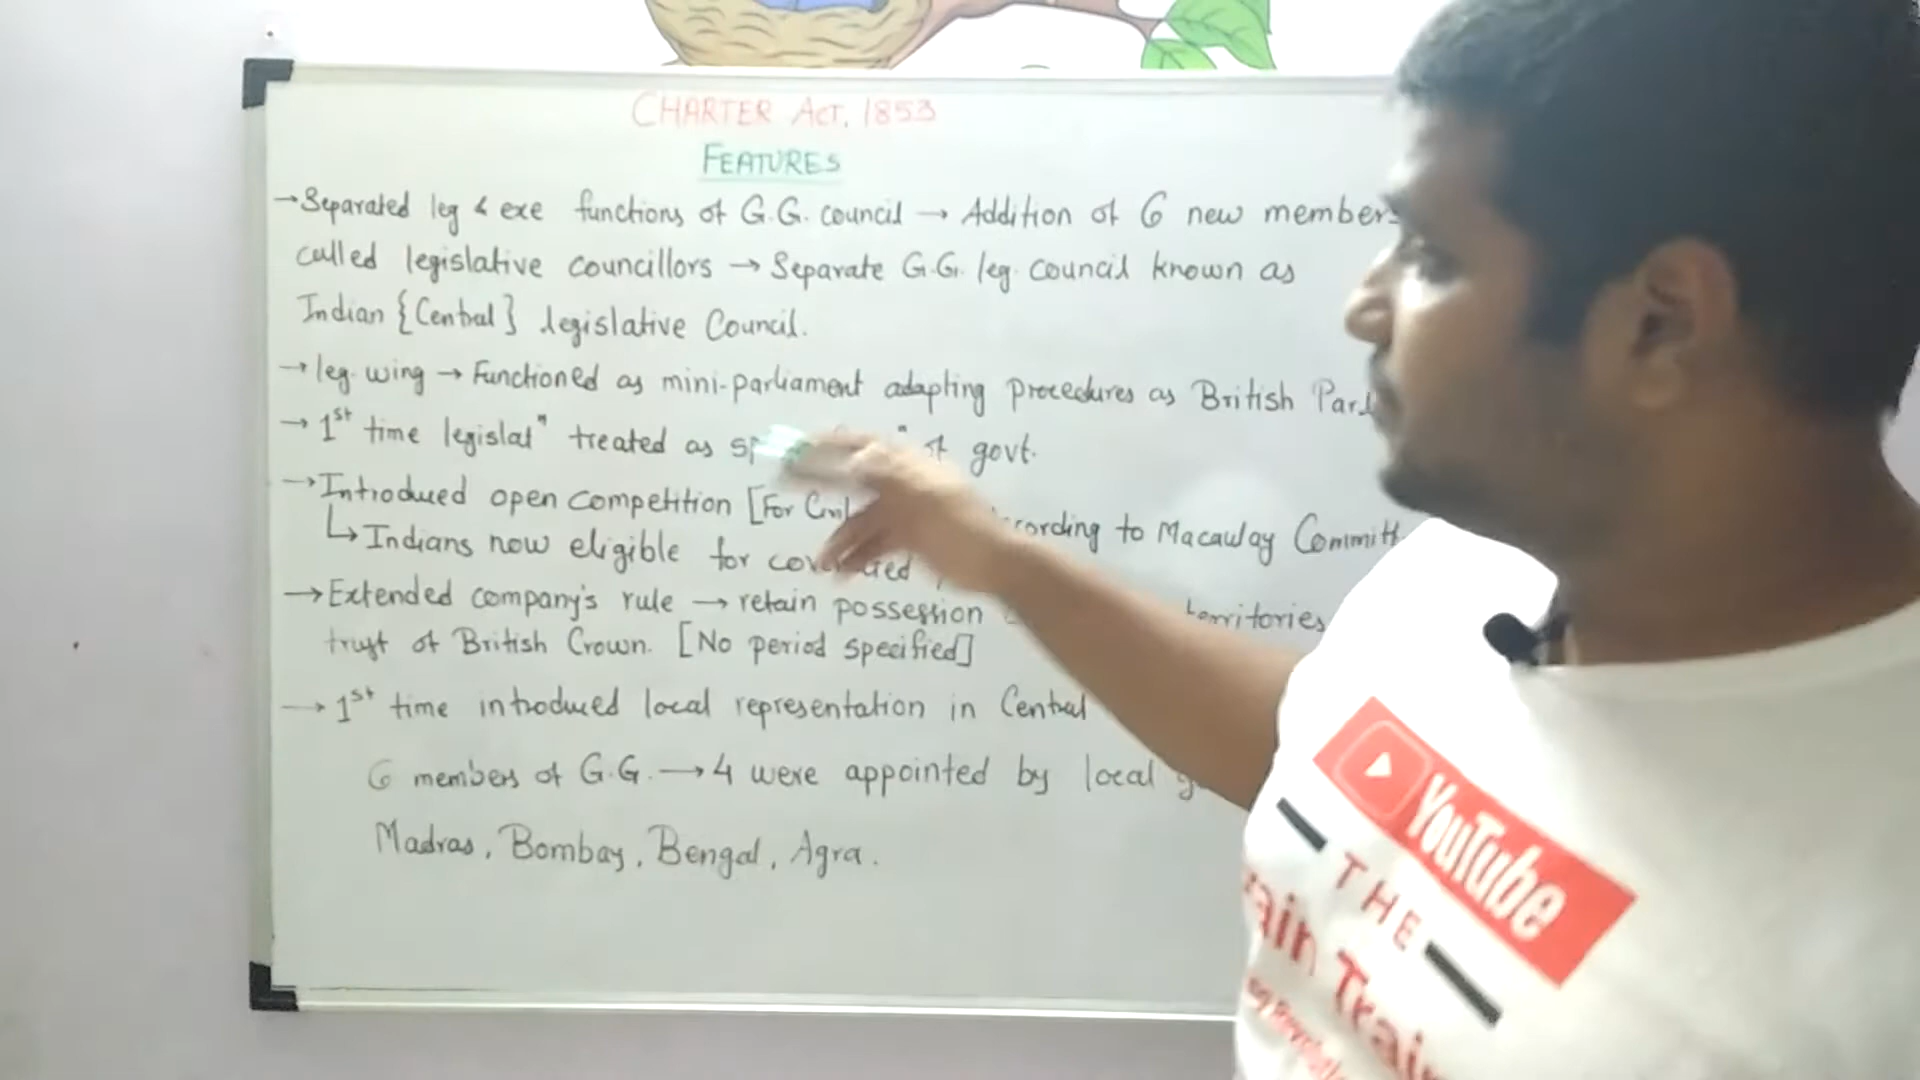 CHARTER ACT, 1853
FEATURES
→ Separated leg & exe functions of G.G. council → Addition of 6 new members
called legislative councillors → Separate G.G. leg. council known as
Indian {Central} legislative Council.
→ leg. wing → Functioned as mini-parliament adapting procedures as British Parl
→ 1st time legislat" treated as of govt.
→ Introduced open competition [For to Macaulay
↳ Indians now eligible for
→ Extended company's rule → retain possession territories
trust of British Crown. [No period specified]
→ 1st time introduced local representation in Central
6 members of G.G. → 4 were appointed by local
Madras, Bombay, Bengal, Agra.
YouTube
THE